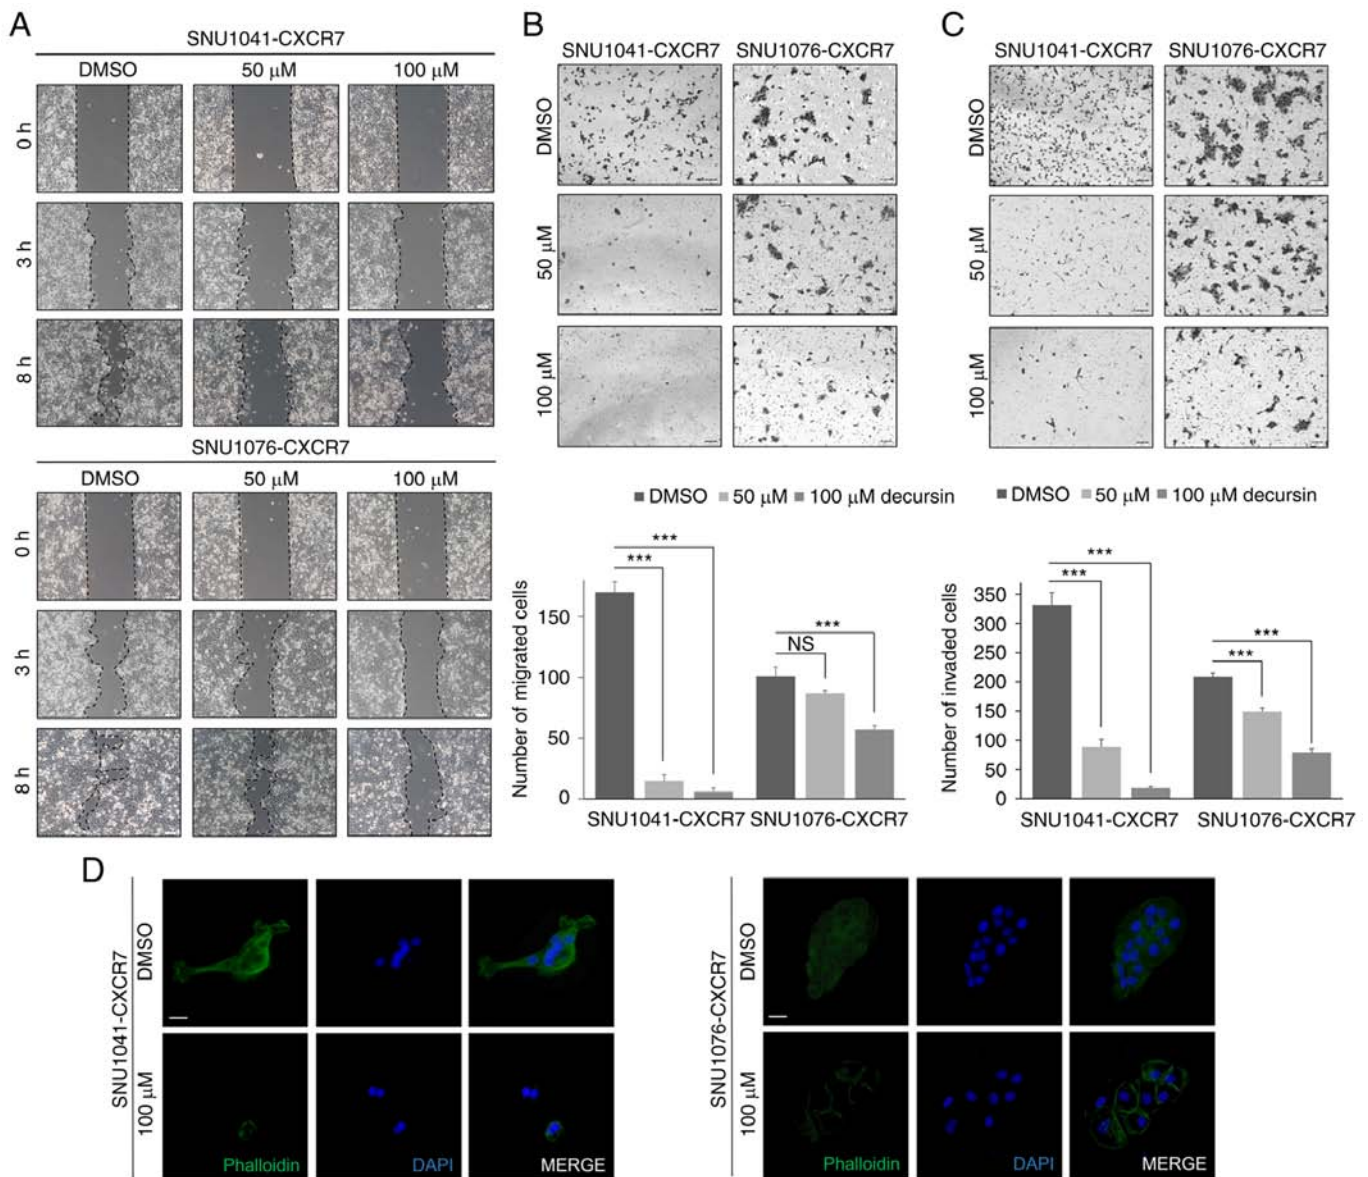 A
SNU1041-CXCR7
DMSO 50 μM 100 μM
0 h
3 h
8 h
SNU1076-CXCR7
DMSO 50 μM 100 μM
0 h
3 h
8 h
B
SNU1041-CXCR7 SNU1076-CXCR7
DMSO
50 μM
100 μM
DMSO 50 μM 100 μM decursin
Number of migrated cells
150
100
50
0
***
***
NS
***
SNU1041-CXCR7 SNU1076-CXCR7
C
SNU1041-CXCR7 SNU1076-CXCR7
DMSO
50 μM
100 μM
DMSO 50 μM 100 μM decursin
Number of invaded cells
350
300
250
200
150
100
50
0
***
***
***
***
SNU1041-CXCR7 SNU1076-CXCR7
D
SNU1041-CXCR7
DMSO
100 μM
Phalloidin DAPI MERGE
SNU1076-CXCR7
DMSO
100 μM
Phalloidin DAPI MERGE